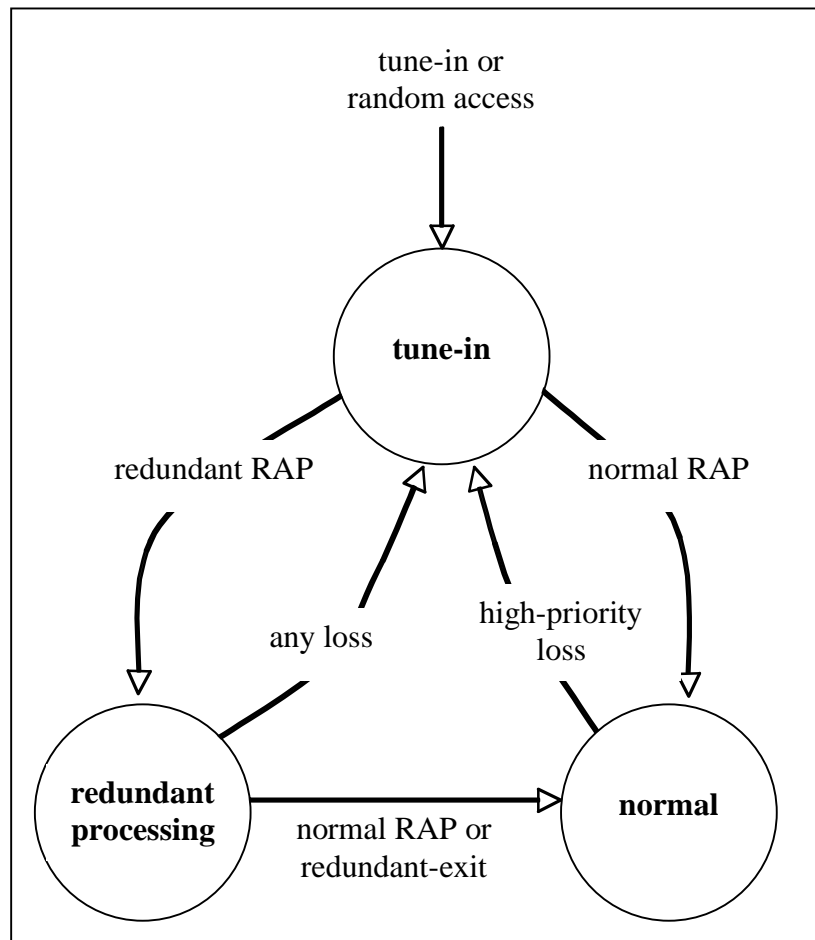 tune-in or
random access
tune-in
redundant RAP
normal RAP
any loss
high-priority
loss
redundant
processing
normal
normal RAP or
redundant-exit